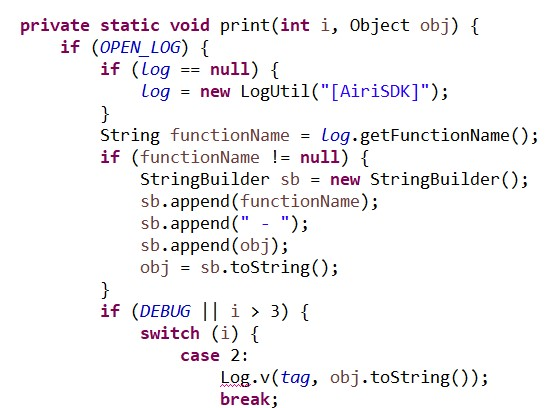 private static void print(int i, Object obj) {
    if (OPEN_LOG) {
        if (log == null) {
            log = new LogUtil("[AiriSDK]");
        }
        String functionName = log.getFunctionName();
        if (functionName != null) {
            StringBuilder sb = new StringBuilder();
            sb.append(functionName);
            sb.append(" - ");
            sb.append(obj);
            obj = sb.toString();
        }
        if (DEBUG || i > 3) {
            switch (i) {
                case 2:
                    Log.v(tag, obj.toString());
                    break;